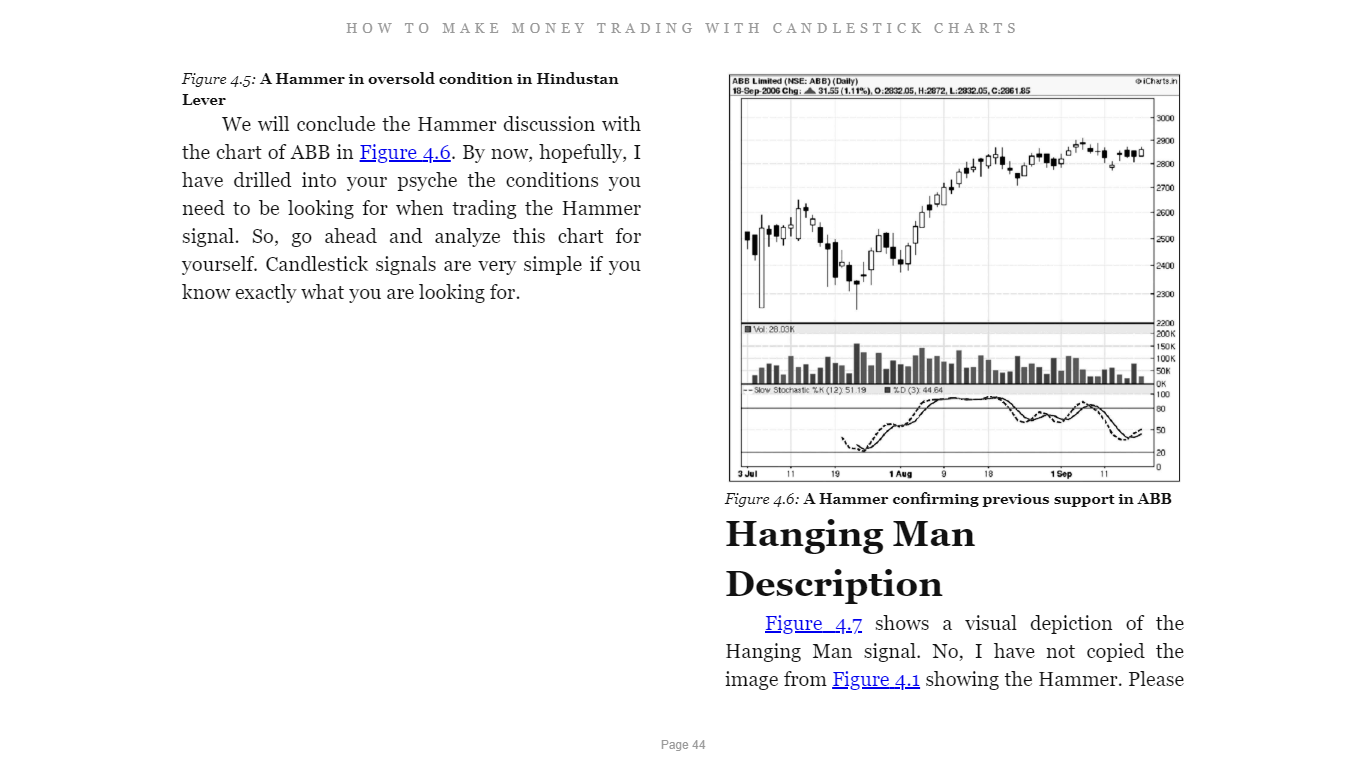 HOW TO MAKE MONEY TRADING WITH CANDLESTICK CHARTS
Figure 4.5: A Hammer in oversold condition in Hindustan
Lever
We will conclude the Hammer discussion with
the chart of ABB in Figure 4.6. By now, hopefully, I
have drilled into your psyche the conditions you
need to be looking for when trading the Hammer
signal. So, go ahead and analyze this chart for
yourself. Candlestick signals are very simple if you
know exactly what you are looking for.
ABB Limited (NSE: ABB) (Daily)
© iCharts.in
18-Sep-2006 Chg: ▲ 31.55 (1.11%), O:2832.05, H:2872, L:2832.05, C:2861.85
3000
2900
2800
2700
2600
2500
2400
2300
2200
Vol: 28.03K
200K
150K
100K
50K
0K
-- Slow Stochastic %K (12): 51.19 %D (3): 44.64
100
80
50
20
0
3 Jul 11 19 1 Aug 9 18 1 Sep 11
Figure 4.6: A Hammer confirming previous support in ABB
Hanging Man
Description
Figure 4.7 shows a visual depiction of the
Hanging Man signal. No, I have not copied the
image from Figure 4.1 showing the Hammer. Please
Page 44